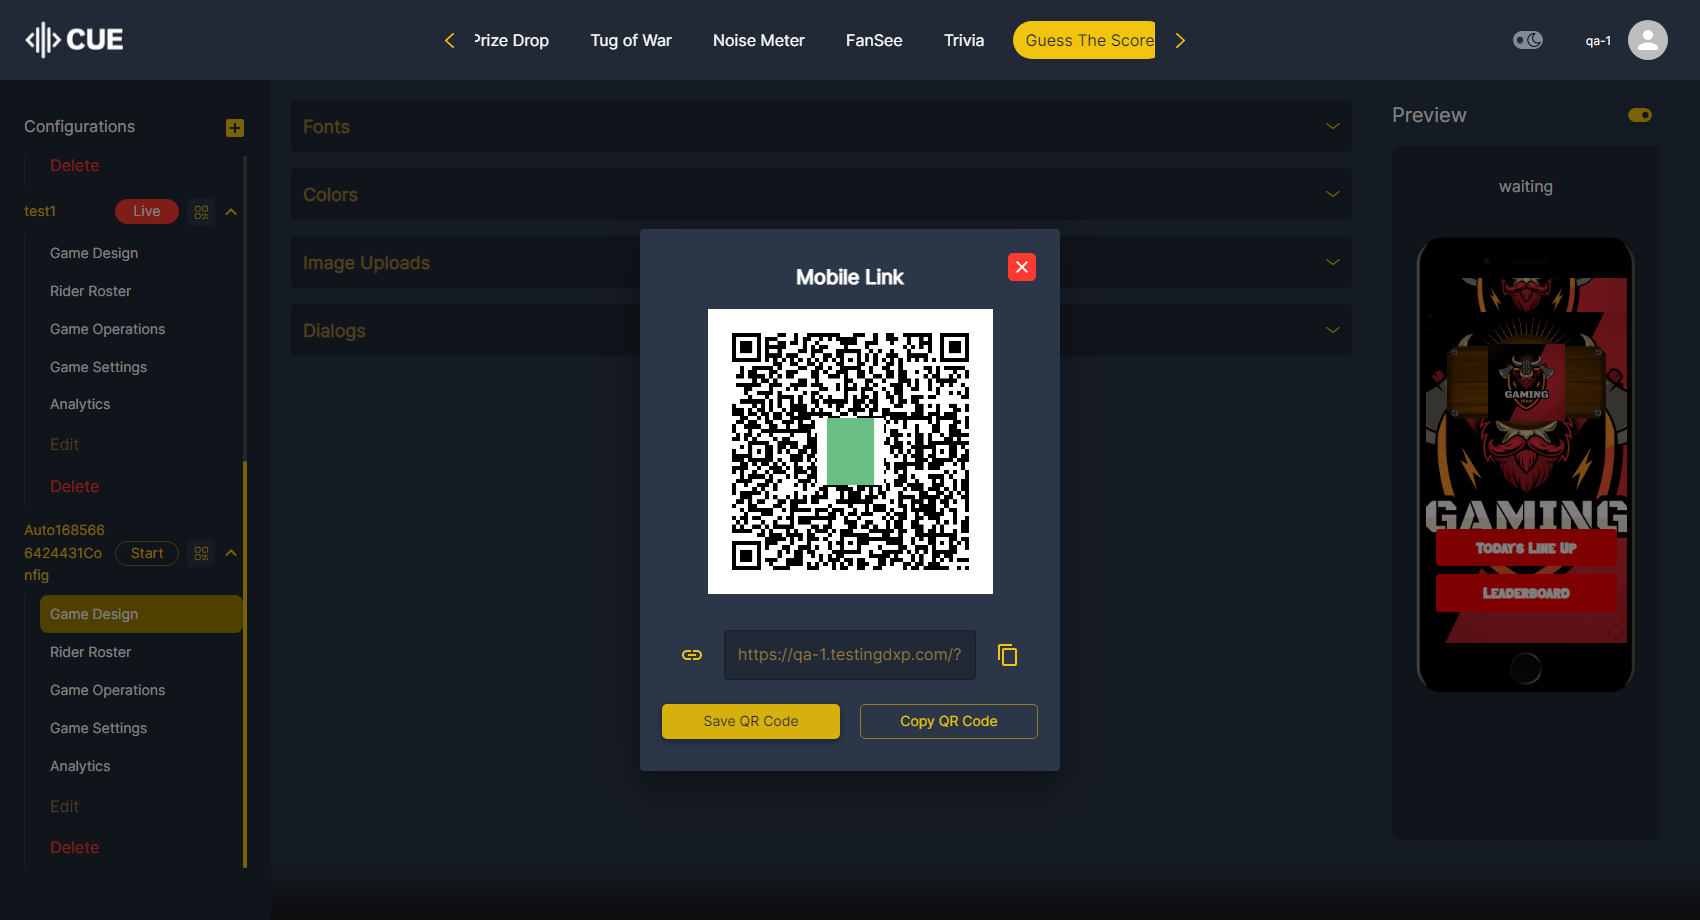 CUE
Prize Drop
Tug of War
Noise Meter
FanSee
Trivia
Guess The Score
qa-1
Configurations
Delete
test1
Live
Game Design
Rider Roster
Game Operations
Game Settings
Analytics
Edit
Delete
Auto168566
6424431Co
nfig
Start
Game Design
Rider Roster
Game Operations
Game Settings
Analytics
Edit
Delete
Fonts
Colors
Image Uploads
Dialogs
Mobile Link
https://qa-1.testingdxp.com/?
Save QR Code
Copy QR Code
Preview
waiting
GAMING
GAMING
Today's Line Up
Leaderboard